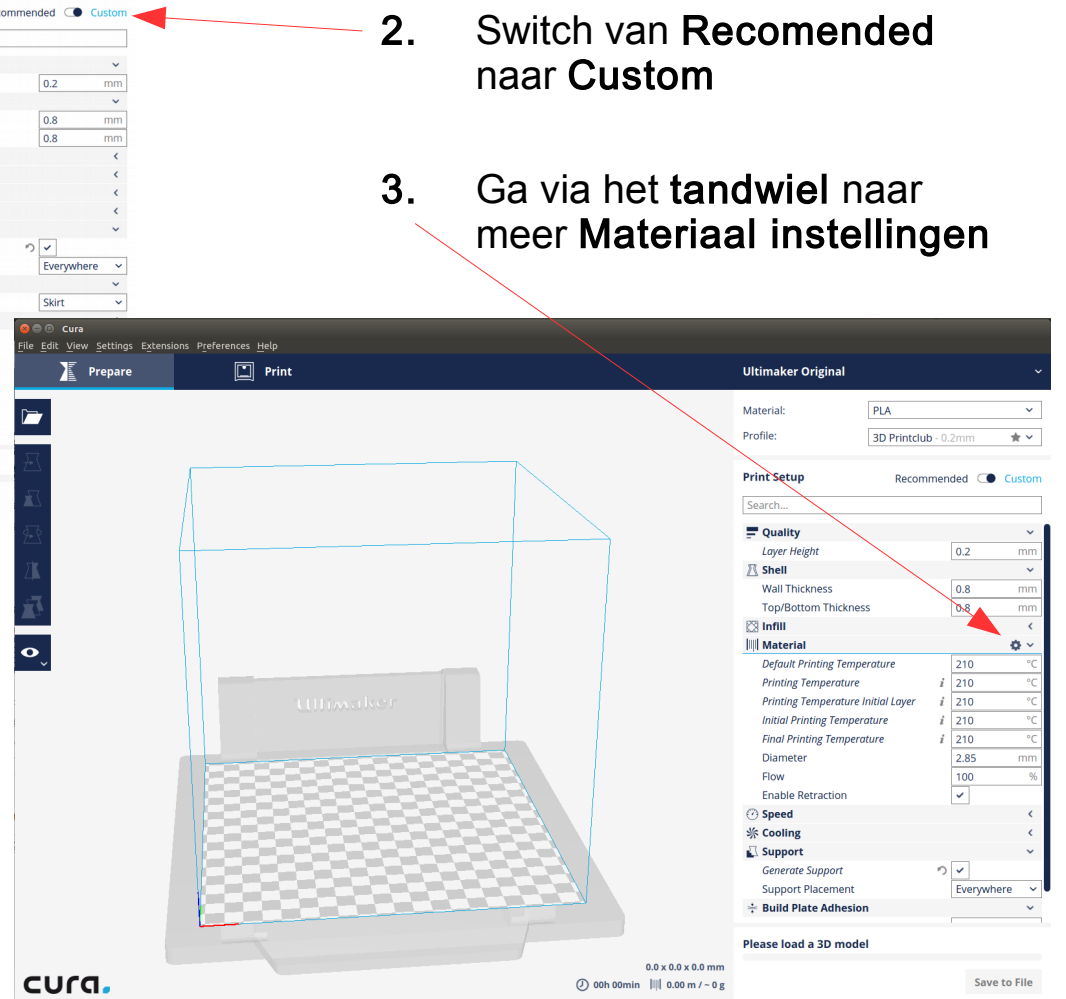 commended Custom
0.2 mm
0.8 mm
0.8 mm
Everywhere
Skirt
2. Switch van Recomended
naar Custom
3. Ga via het tandwiel naar
meer Materiaal instellingen
Cura
File Edit View Settings Extensions Preferences Help
Prepare Print Ultimaker Original
Material: PLA
Profile: 3D Printclub - 0.2mm
Print Setup Recommended Custom
Search...
Quality
Layer Height 0.2 mm
Shell
Wall Thickness 0.8 mm
Top/Bottom Thickness 0.8 mm
Infill
Material
Default Printing Temperature 210 °C
Printing Temperature i 210 °C
Printing Temperature Initial Layer i 210 °C
Initial Printing Temperature i 210 °C
Final Printing Temperature i 210 °C
Diameter 2.85 mm
Flow 100 %
Enable Retraction
Speed
Cooling
Support
Generate Support
Support Placement Everywhere
Build Plate Adhesion
Ultimaker
Please load a 3D model
0.0 x 0.0 x 0.0 mm
00h 00min 0.00 m / ~ 0 g
Save to File
cura.